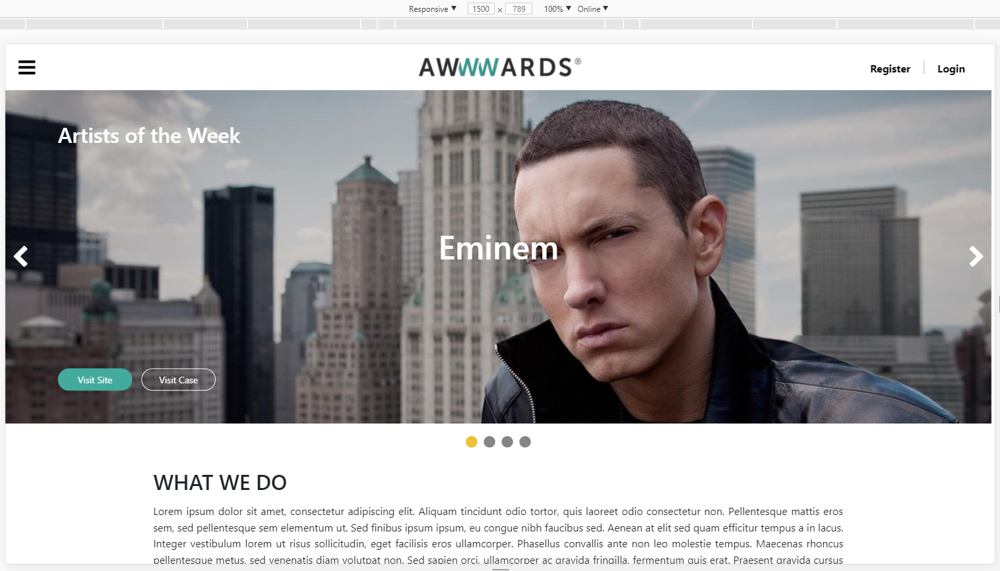 Responsive ▼ 1500 × 789 100% ▼ Online ▼
AWWWARDS®
Register | Login
Artists of the Week
Eminem
Visit Site Visit Case
WHAT WE DO
Lorem ipsum dolor sit amet, consectetur adipiscing elit. Aliquam tincidunt odio tortor, quis laoreet odio consectetur non. Pellentesque mattis eros
sem, sed pellentesque sem elementum ut. Sed finibus ipsum ipsum, eu congue nibh faucibus sed. Aenean at elit sed quam efficitur tempus a in lacus.
Integer vestibulum lorem ut risus sollicitudin, eget facilisis eros ullamcorper. Phasellus convallis ante non leo molestie tempus. Maecenas rhoncus
pellentesque metus, sed venenatis diam volutpat non. Sed sapien orci, ullamcorper ac gravida fringilla, fermentum quis erat. Praesent gravida cursus